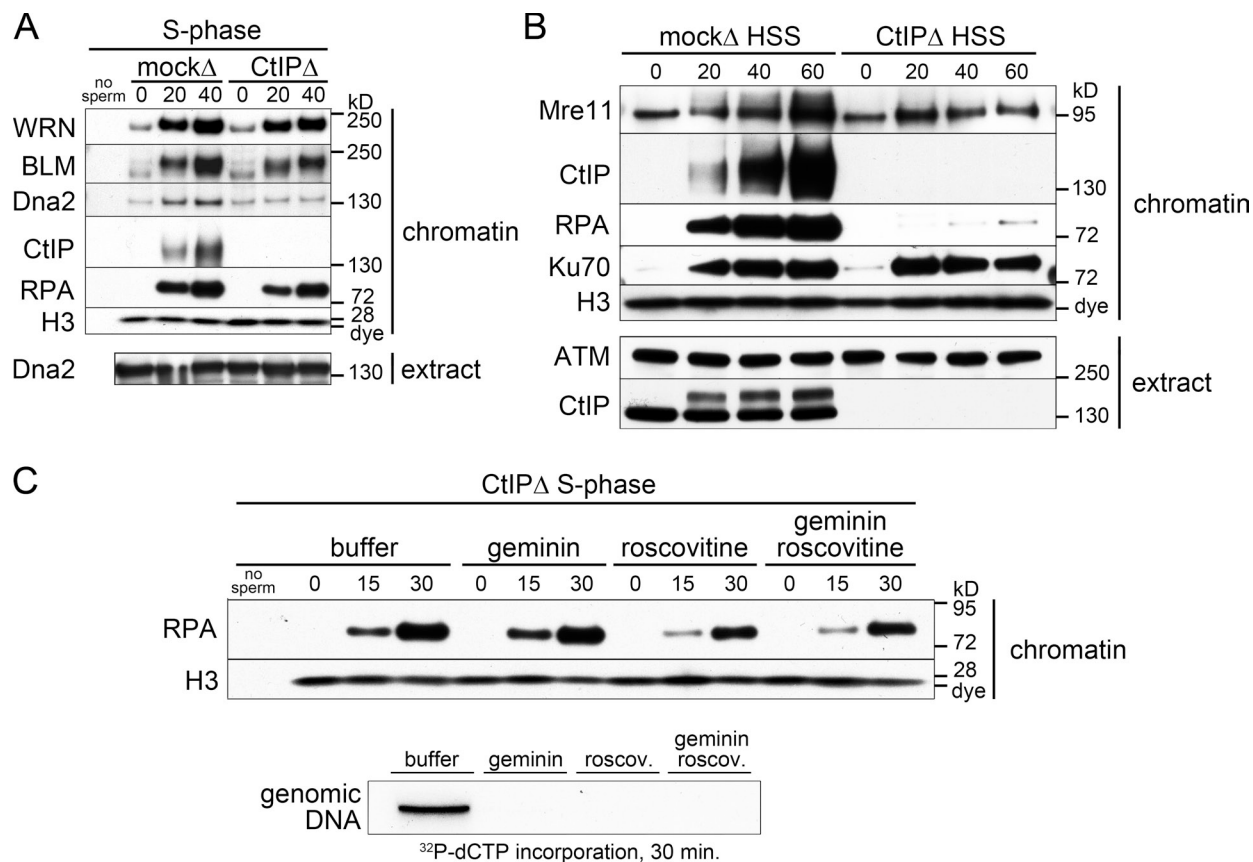 A
S-phase
mockΔ CtIPΔ
no sperm 0 20 40 0 20 40 kD
WRN 250
BLM 250
Dna2 130
CtIP 130
RPA 72
H3 28
dye
chromatin
Dna2 130 extract
B
mockΔ HSS CtIPΔ HSS
0 20 40 60 0 20 40 60 kD
Mre11 95
CtIP 130
RPA 72
Ku70 72
H3 dye
chromatin
ATM 250
CtIP 130
extract
C
CtIPΔ S-phase
buffer geminin roscovitine geminin roscovitine
no sperm 0 15 30 0 15 30 0 15 30 0 15 30 kD
95
RPA 72
H3 28
dye
chromatin
buffer geminin roscov. geminin roscov.
genomic DNA
³²P-dCTP incorporation, 30 min.